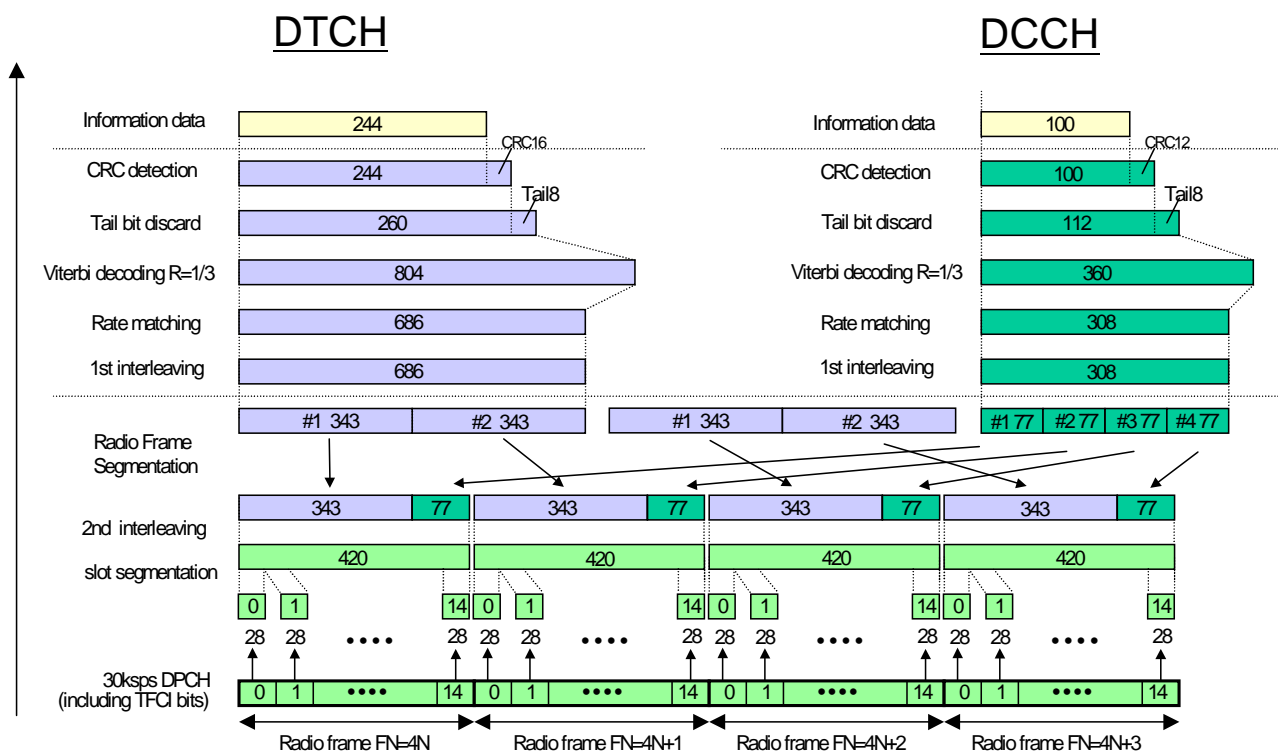 DTCH DCCH
Information data 244 Information data 100
CRC16 CRC12
CRC detection 244 CRC detection 100
Tail8 Tail8
Tail bit discard 260 Tail bit discard 112
Viterbi decoding R=1/3 804 Viterbi decoding R=1/3 360
Rate matching 686 Rate matching 308
1st interleaving 686 1st interleaving 308
#1 343 #2 343 #1 343 #2 343 #1 77 #2 77 #3 77 #4 77
Radio Frame
Segmentation
343 77 343 77 343 77 343 77
2nd interleaving
420 420 420 420
slot segmentation
0 1 14 0 1 14 0 1 14 0 1 14
28 28 •••• 28 28 28 •••• 28 28 28 •••• 28 28 28 •••• 28
30ksps DPCH
(including TFCI bits)
0 1 •••• 14 0 1 •••• 14 0 1 •••• 14 0 1 •••• 14
Radio frame FN=4N Radio frame FN=4N+1 Radio frame FN=4N+2 Radio frame FN=4N+3